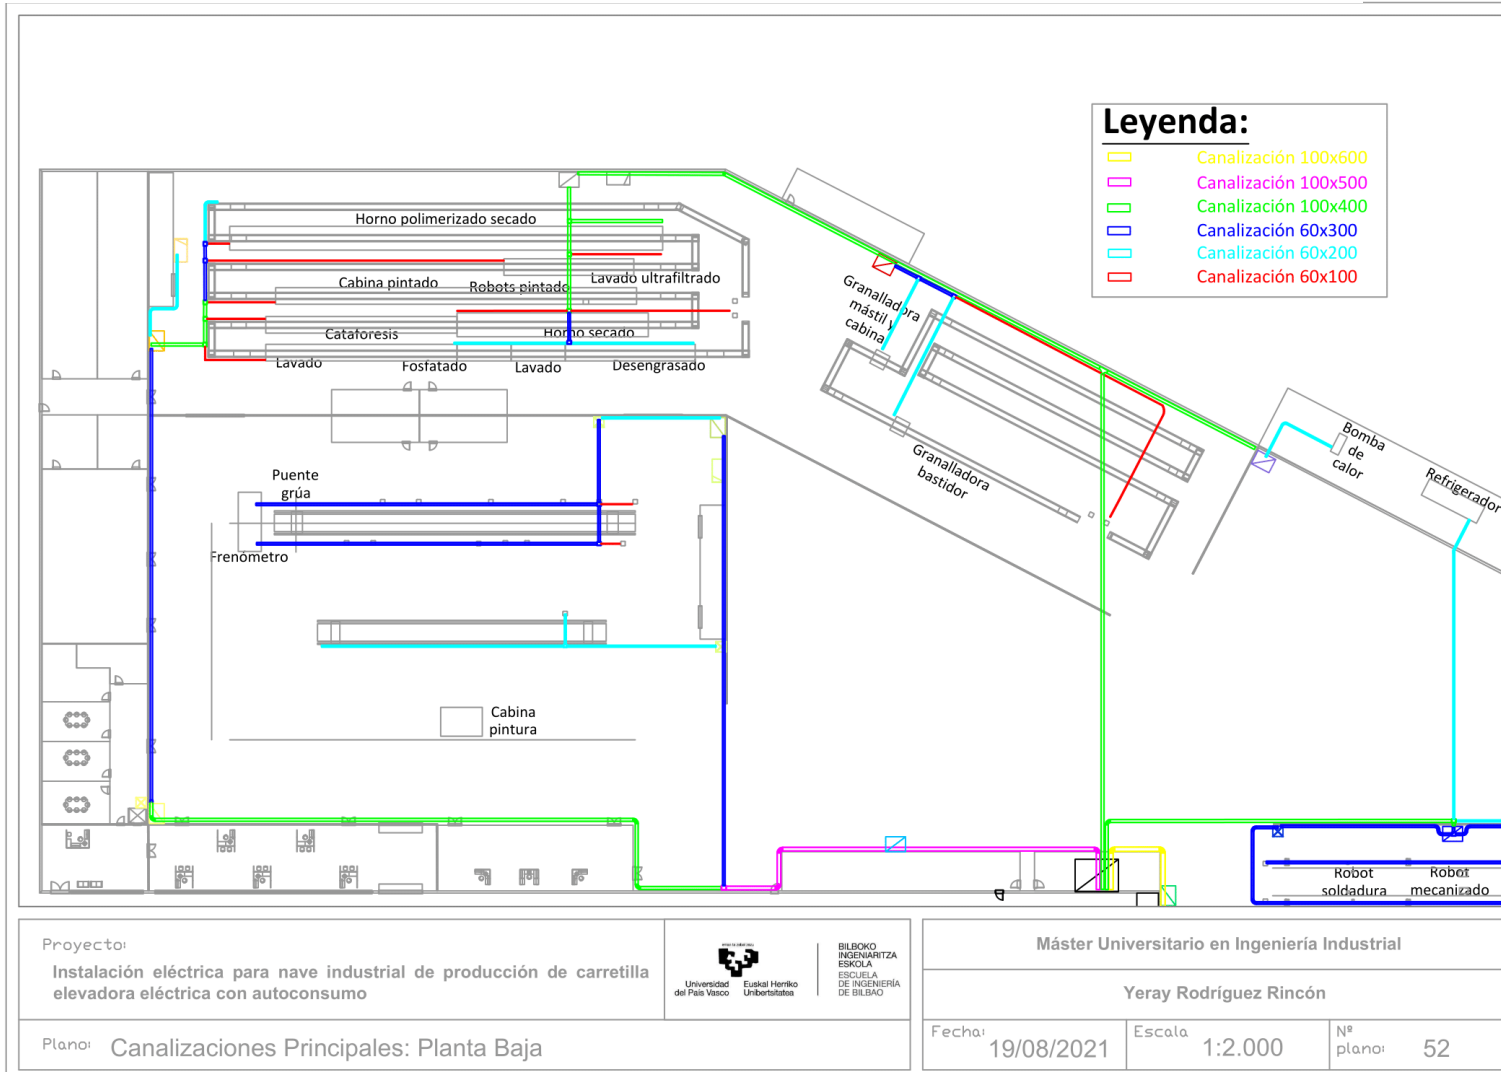 Leyenda:
Canalización 100x600
Canalización 100x500
Canalización 100x400
Canalización 60x300
Canalización 60x200
Canalización 60x100
Horno polimerizado secado
Cabina pintado
Robots pintado
Lavado ultrafiltrado
Cataforesis
Horno secado
Lavado
Fosfatado
Lavado
Desengrasado
Granalladora
mástil y
cabina
Granalladora
bastidor
Bomba
de
calor
Refrigerador
Puente
grúa
Frenómetro
Cabina
pintura
Robot
soldadura
Robot
mecanizado
Proyecto:
Instalación eléctrica para nave industrial de producción de carretilla
elevadora eléctrica con autoconsumo
Universidad
del País Vasco
Euskal Herriko
Unibertsitatea
BILBOKO
INGENIARITZA
ESKOLA
ESCUELA
DE INGENIERÍA
DE BILBAO
Máster Universitario en Ingeniería Industrial
Yeray Rodríguez Rincón
Plano: Canalizaciones Principales: Planta Baja
Fecha:
19/08/2021
Escala
1:2.000
Nº
plano:
52